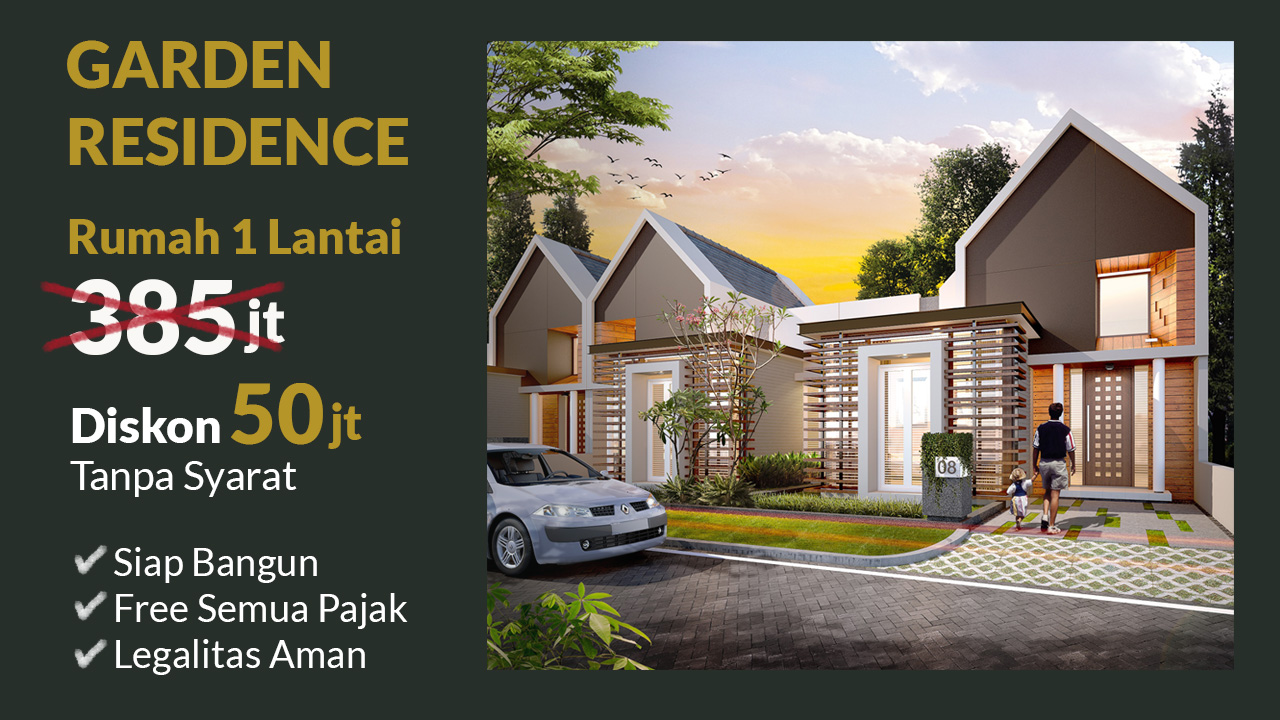 GARDEN
RESIDENCE
Rumah 1 Lantai
385jt
Diskon 50jt
Tanpa Syarat
Siap Bangun
Free Semua Pajak
Legalitas Aman
08